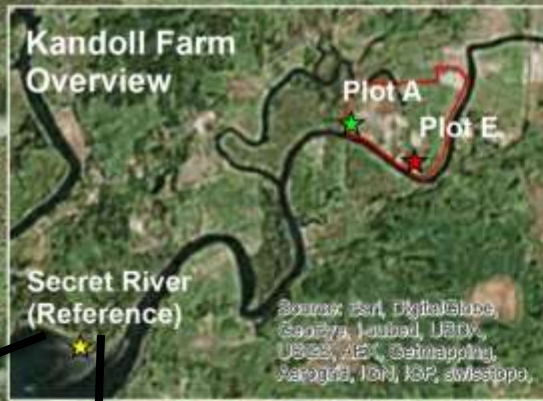 Kandoll Farm
Overview
Plot A
Plot E
Secret River
(Reference)
Source: Esri, DigitalGlobe,
GeoEye, i-cubed, USDA,
USGS, AEX, Getmapping,
Aerogrid, IGN, IGP, swisstopo,